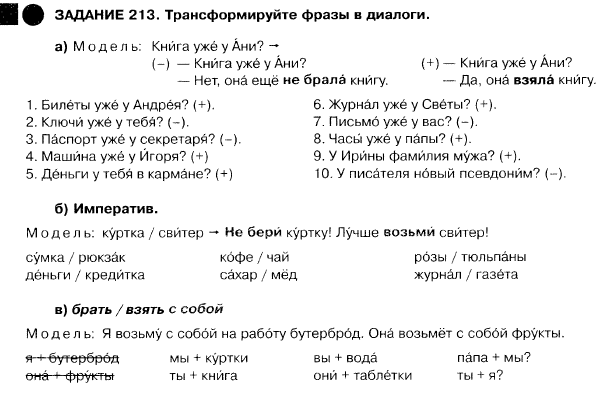 ЗАДАНИЕ 213. Трансформируйте фразы в диалоги.
а) Модель: Кни́га уже́ у А́ни? →
(–) — Кни́га уже́ у А́ни? (+) — Кни́га уже́ у А́ни?
— Нет, она́ ещё не брала́ кни́гу. — Да, она́ взяла́ кни́гу.
1. Биле́ты уже́ у Андре́я? (+). 6. Журна́л уже́ у Све́ты? (+).
2. Ключи́ уже́ у тебя́? (–). 7. Письмо́ уже́ у вас? (–).
3. Па́спорт уже́ у секретаря́? (–). 8. Часы́ уже́ у па́пы? (+).
4. Маши́на уже́ у И́горя? (+) 9. У Ири́ны фами́лия му́жа? (+).
5. Де́ньги у тебя́ в карма́не? (+) 10. У писа́теля но́вый псевдони́м? (–).
б) Императив.
Модель: ку́ртка / сви́тер → Не бери́ ку́ртку! Лу́чше возьми́ сви́тер!
су́мка / рюкза́к ко́фе / чай ро́зы / тюльпа́ны
де́ньги / креди́тка са́хар / мёд журна́л / газе́та
в) брать / взять с собо́й
Модель: Я возьму́ с собо́й на рабо́ту бутербро́д. Она́ возьмёт с собо́й фру́кты.
я + бутербро́д мы + ку́ртки вы + вода́ па́па + мы?
она́ + фру́кты ты + кни́га они́ + табле́тки ты + я?